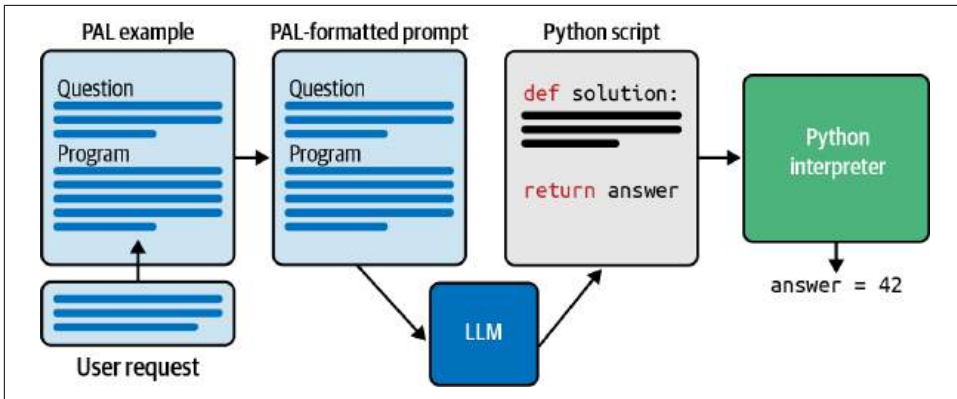 PAL example
Question
Program
User request
PAL-formatted prompt
Question
Program
LLM
Python script
def solution:
return answer
Python
interpreter
answer = 42